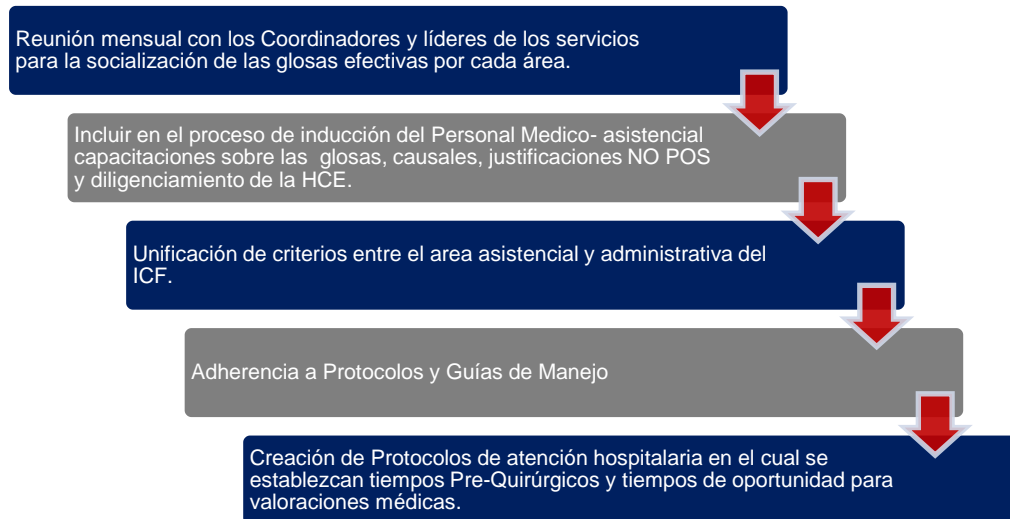 Reunión mensual con los Coordinadores y líderes de los servicios
para la socialización de las glosas efectivas por cada área.
Incluir en el proceso de inducción del Personal Medico- asistencial
capacitaciones sobre las glosas, causales, justificaciones NO POS
y diligenciamiento de la HCE.
Unificación de criterios entre el area asistencial y administrativa del
ICF.
Adherencia a Protocolos y Guías de Manejo
Creación de Protocolos de atención hospitalaria en el cual se
establezcan tiempos Pre-Quirúrgicos y tiempos de oportunidad para
valoraciones médicas.